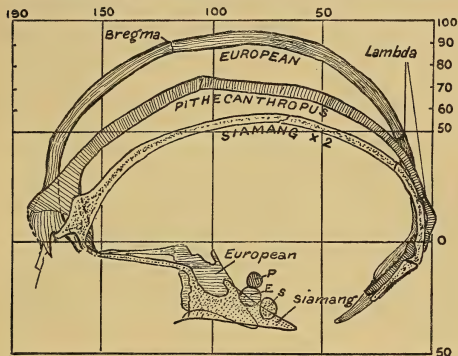 190 150 100 50 100
Bregma
90
EUROPEAN
Lambda
80
70
PITHECANTHROPUS
60
SIAMANG x 2
50
0
European
P
E
S
siamang
50